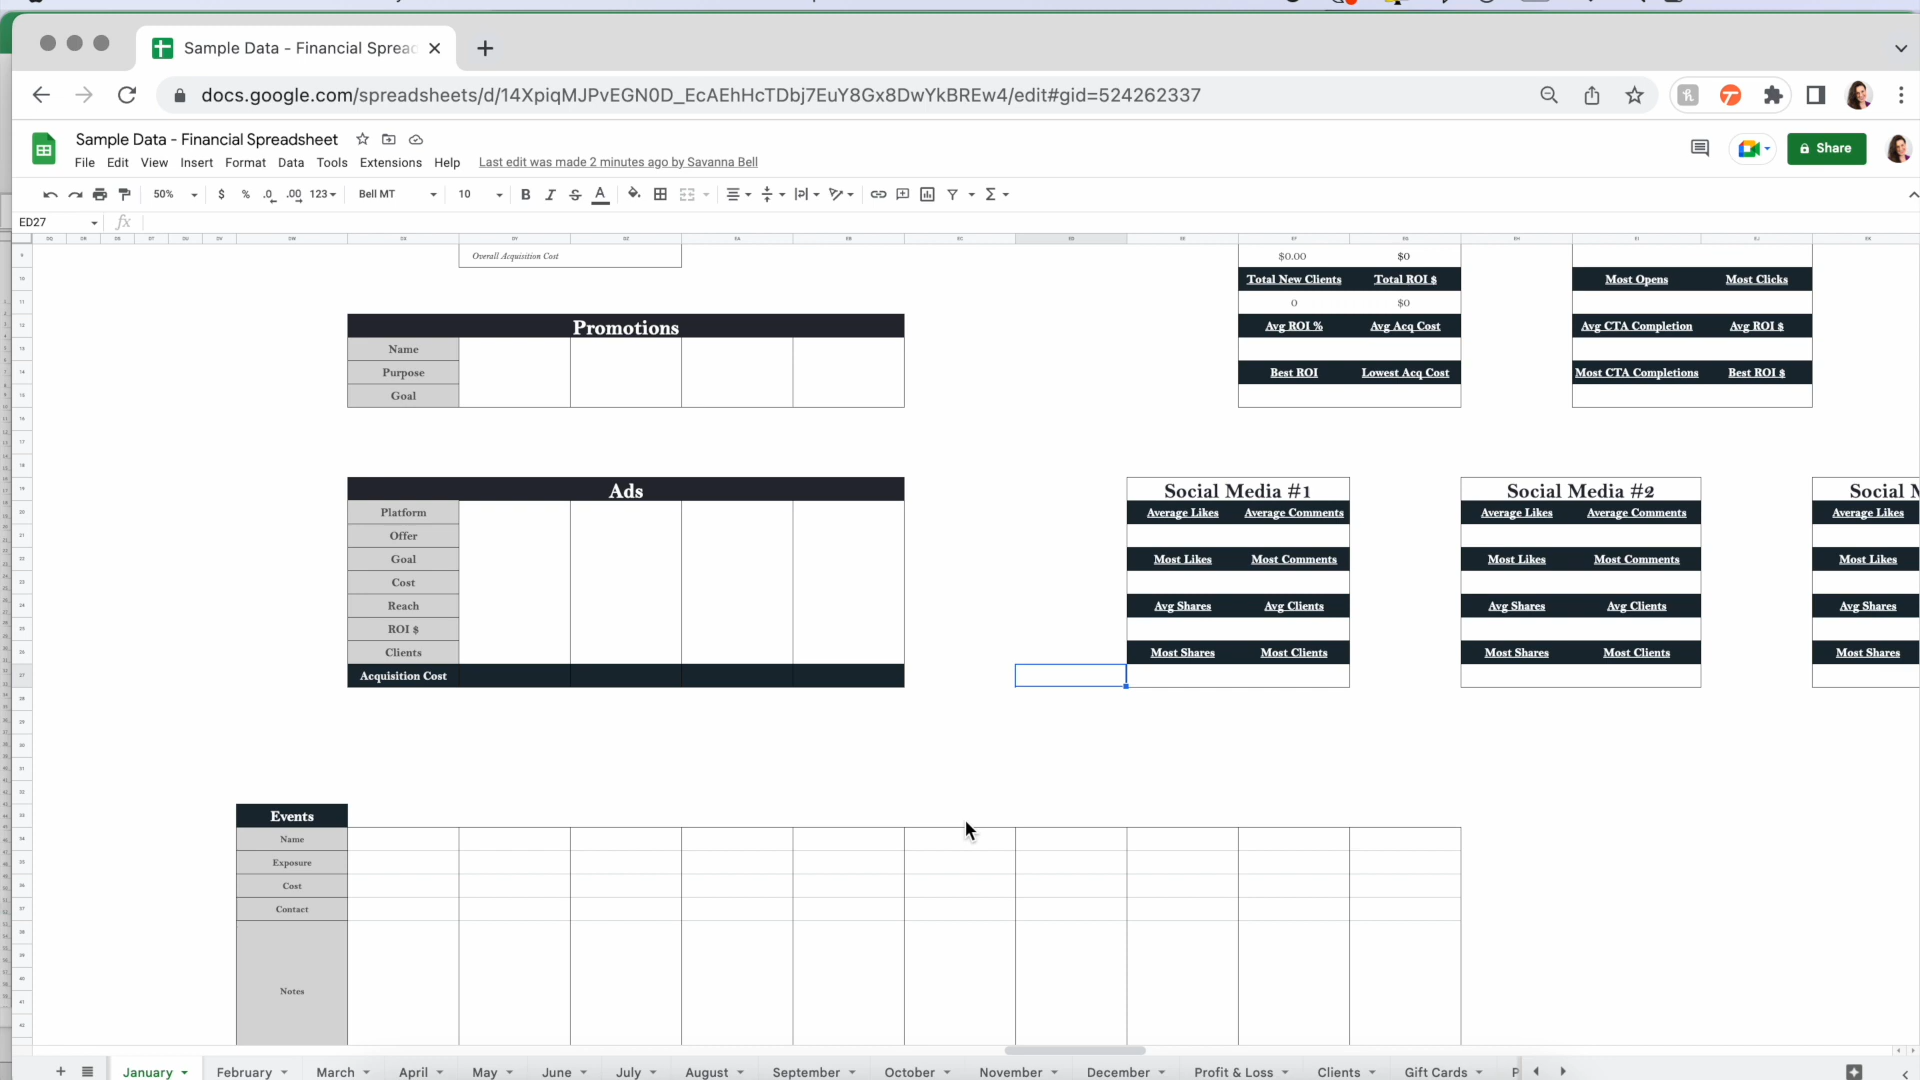 Sample Data - Financial Sprea
docs.google.com/spreadsheets/d/14XpiqMJPvEGN0D_EcAEhHcTDbj7EuY8Gx8DwYkBREw4/edit#gid=524262337
Sample Data - Financial Spreadsheet
File Edit View Insert Format Data Tools Extensions Help Last edit was made 2 minutes ago by Savanna Bell
Share
50% $ % .0 .00 123 Bell MT 10 B I S A
ED27 fx
Overall Acquisition Cost $0.00 $0
Total New Clients Total ROI $ Most Opens Most Clicks
0 $0
Promotions Avg ROI % Avg Acq Cost Avg CTA Completion Avg ROI $
Name
Purpose Best ROI Lowest Acq Cost Most CTA Completions Best ROI $
Goal
Ads Social Media #1 Social Media #2 Social
Platform Average Likes Average Comments Average Likes Average Comments Average Likes
Offer
Goal Most Likes Most Comments Most Likes Most Comments Most Likes
Cost
Reach Avg Shares Avg Clients Avg Shares Avg Clients Avg Shares
ROI $
Clients Most Shares Most Clients Most Shares Most Clients Most Shares
Acquisition Cost
Events
Name
Exposure
Cost
Contact
Notes
January February March April May June July August September October November December Profit & Loss Clients Gift Cards P